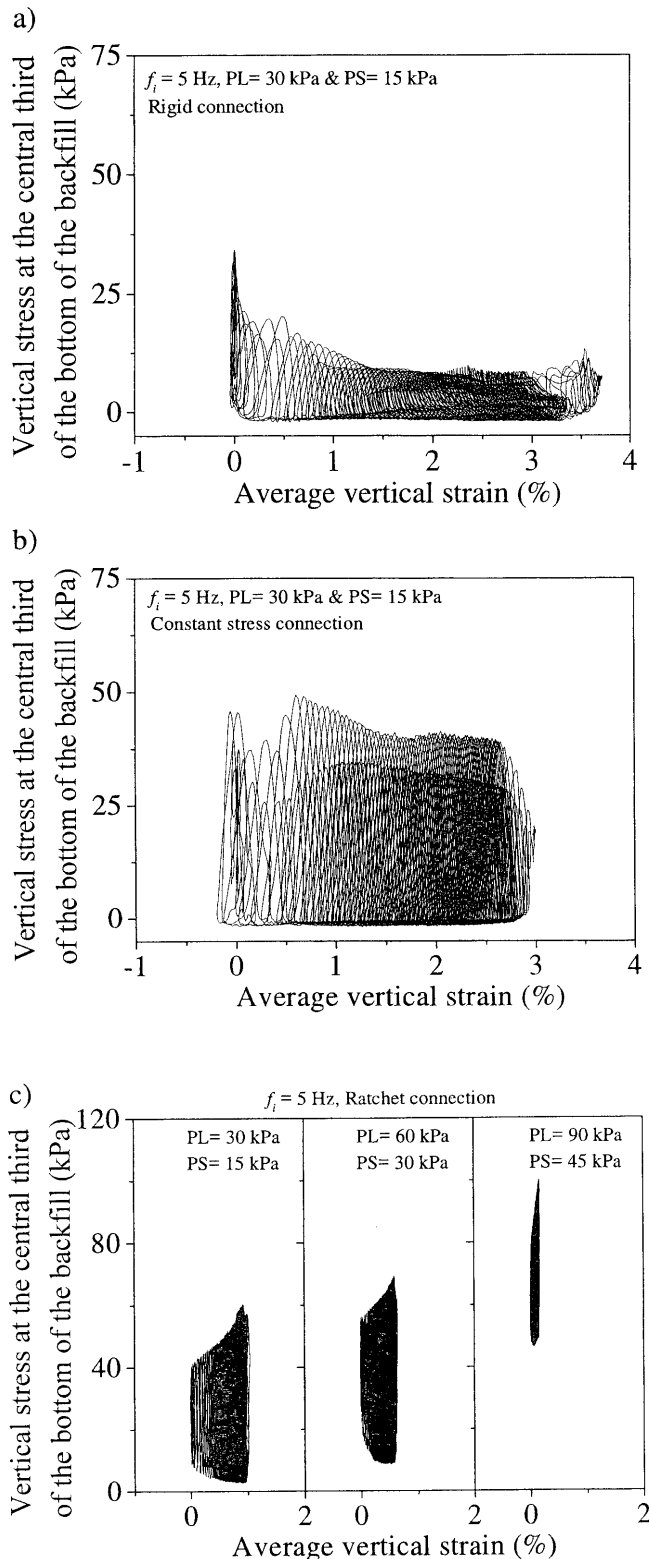 a)
Vertical stress at the central third
of the bottom of the backfill (kPa)
75
50
25
0
f_i = 5 Hz, PL= 30 kPa & PS= 15 kPa
Rigid connection
-1 0 1 2 3 4
Average vertical strain (%)
b)
Vertical stress at the central third
of the bottom of the backfill (kPa)
75
50
25
0
f_i = 5 Hz, PL= 30 kPa & PS= 15 kPa
Constant stress connection
-1 0 1 2 3 4
Average vertical strain (%)
c)
f_i = 5 Hz, Ratchet connection
Vertical stress at the central third
of the bottom of the backfill (kPa)
120
80
40
0
PL= 30 kPa
PS= 15 kPa
PL= 60 kPa
PS= 30 kPa
PL= 90 kPa
PS= 45 kPa
0 2 0 2 0 2
Average vertical strain (%)